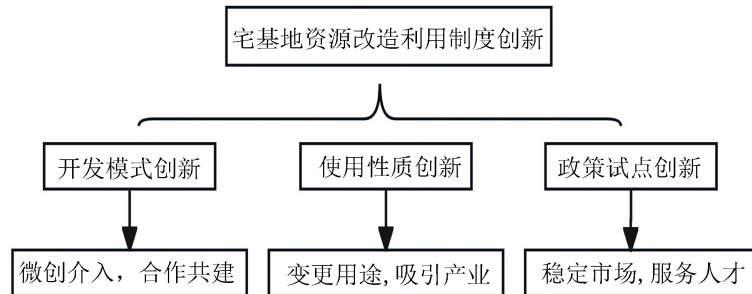 宅基地资源改造利用制度创新
开发模式创新
使用性质创新
政策试点创新
微创介入，合作共建
变更用途,吸引产业
稳定市场,服务人才